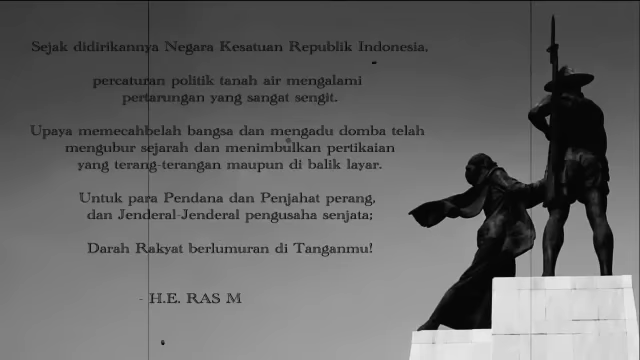 Sejak didirikannya Negara Kesatuan Republik Indonesia,
percaturan politik tanah air mengalami
pertarungan yang sangat sengit.
Upaya memecahbelah bangsa dan mengadu domba telah
mengubur sejarah dan menimbulkan pertikaian
yang terang-terangan maupun di balik layar.
Untuk para Pendana dan Penjahat perang,
dan Jenderal-Jenderal pengusaha senjata;
Darah Rakyat berlumuran di Tanganmu!
- H.E. RAS M